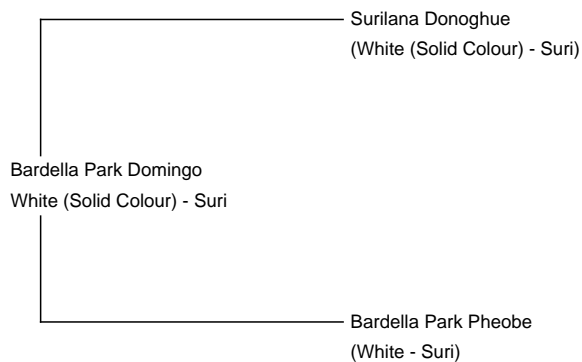 Surilana Donoghue
(White (Solid Colour) - Suri)
Bardella Park Domingo
White (Solid Colour) - Suri
Bardella Park Pheobe
(White - Suri)